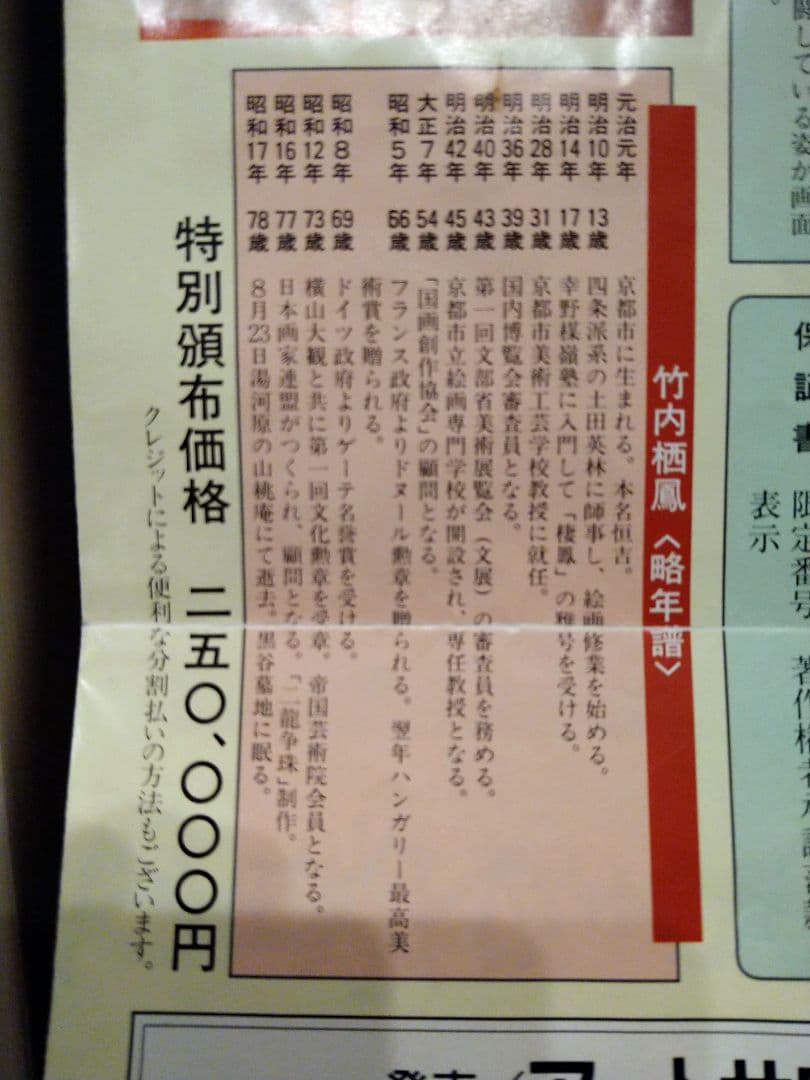 闘している姿が画面
。
保証書
限定番号、著作権者が
表示
竹内栖鳳〈略年譜〉
元治元年 京都市に生まれる。本名恒吉。
明治10年 13歳 四条派系の土田英林に師事し、絵画修業を始める。
明治14年 17歳 幸野楳嶺塾に入門して「棲鳳」の雅号を受ける。
明治28年 31歳 京都市美術工芸学校教授に就任。
明治36年 39歳 国内博覧会審査員となる。
明治40年 43歳 第一回文部省美術展覧会（文展）の審査員を務める。
明治42年 45歳 京都市立絵画専門学校が開設され、専任教授となる。
大正7年 54歳 「国画創作協会」の顧問となる。
昭和5年 66歳 フランス政府よりドヌール勲章を贈られる。翌年ハンガリー最高美
術賞を贈られる。
昭和8年 69歳 ドイツ政府よりゲーテ名誉賞を受ける。
昭和12年 73歳 横山大観と共に第一回文化勲章を受章。帝国芸術院会員となる。
昭和16年 77歳 日本画家連盟がつくられ、顧問となる。「二龍争珠」制作。
昭和17年 78歳 8月23日湯河原の山桃庵にて逝去。黒谷墓地に眠る。
特別頒布価格 二五〇、〇〇〇円
クレジットによる便利な分割払いの方法もございます。